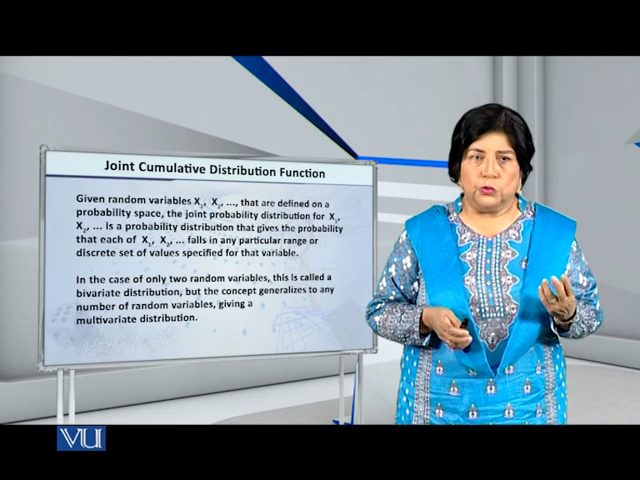 Joint Cumulative Distribution Function
Given random variables X₁, X₂, ..., that are defined on a
probability space, the joint probability distribution for X₁,
X₂, ... is a probability distribution that gives the probability
that each of X₁, X₂, ... falls in any particular range or
discrete set of values specified for that variable.
In the case of only two random variables, this is called a
bivariate distribution, but the concept generalizes to any
number of random variables, giving a
multivariate distribution.
VU